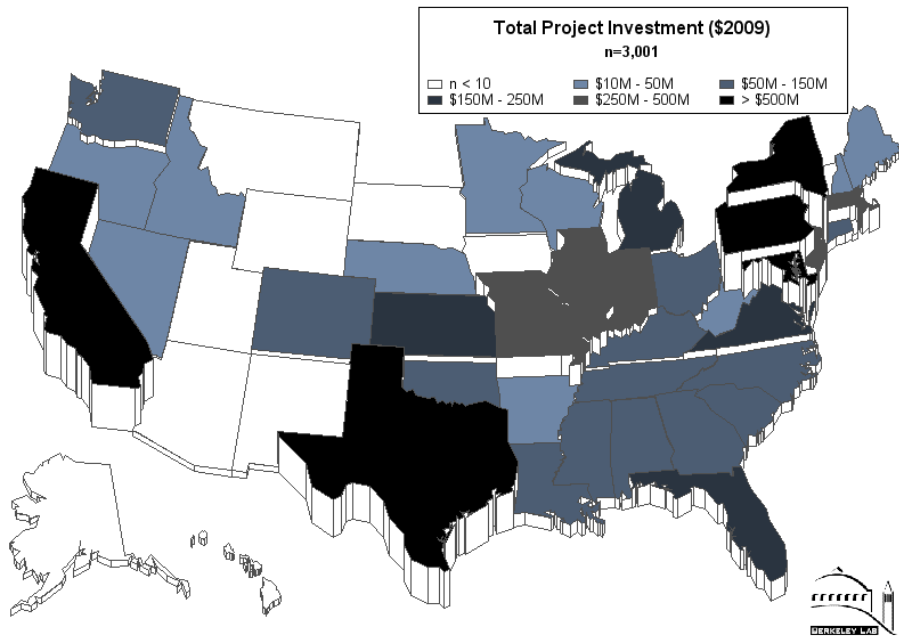 Total Project Investment ($2009)
n=3,001
n < 10 $10M - 50M $50M - 150M
$150M - 250M $250M - 500M > $500M
BERKELEY LAB